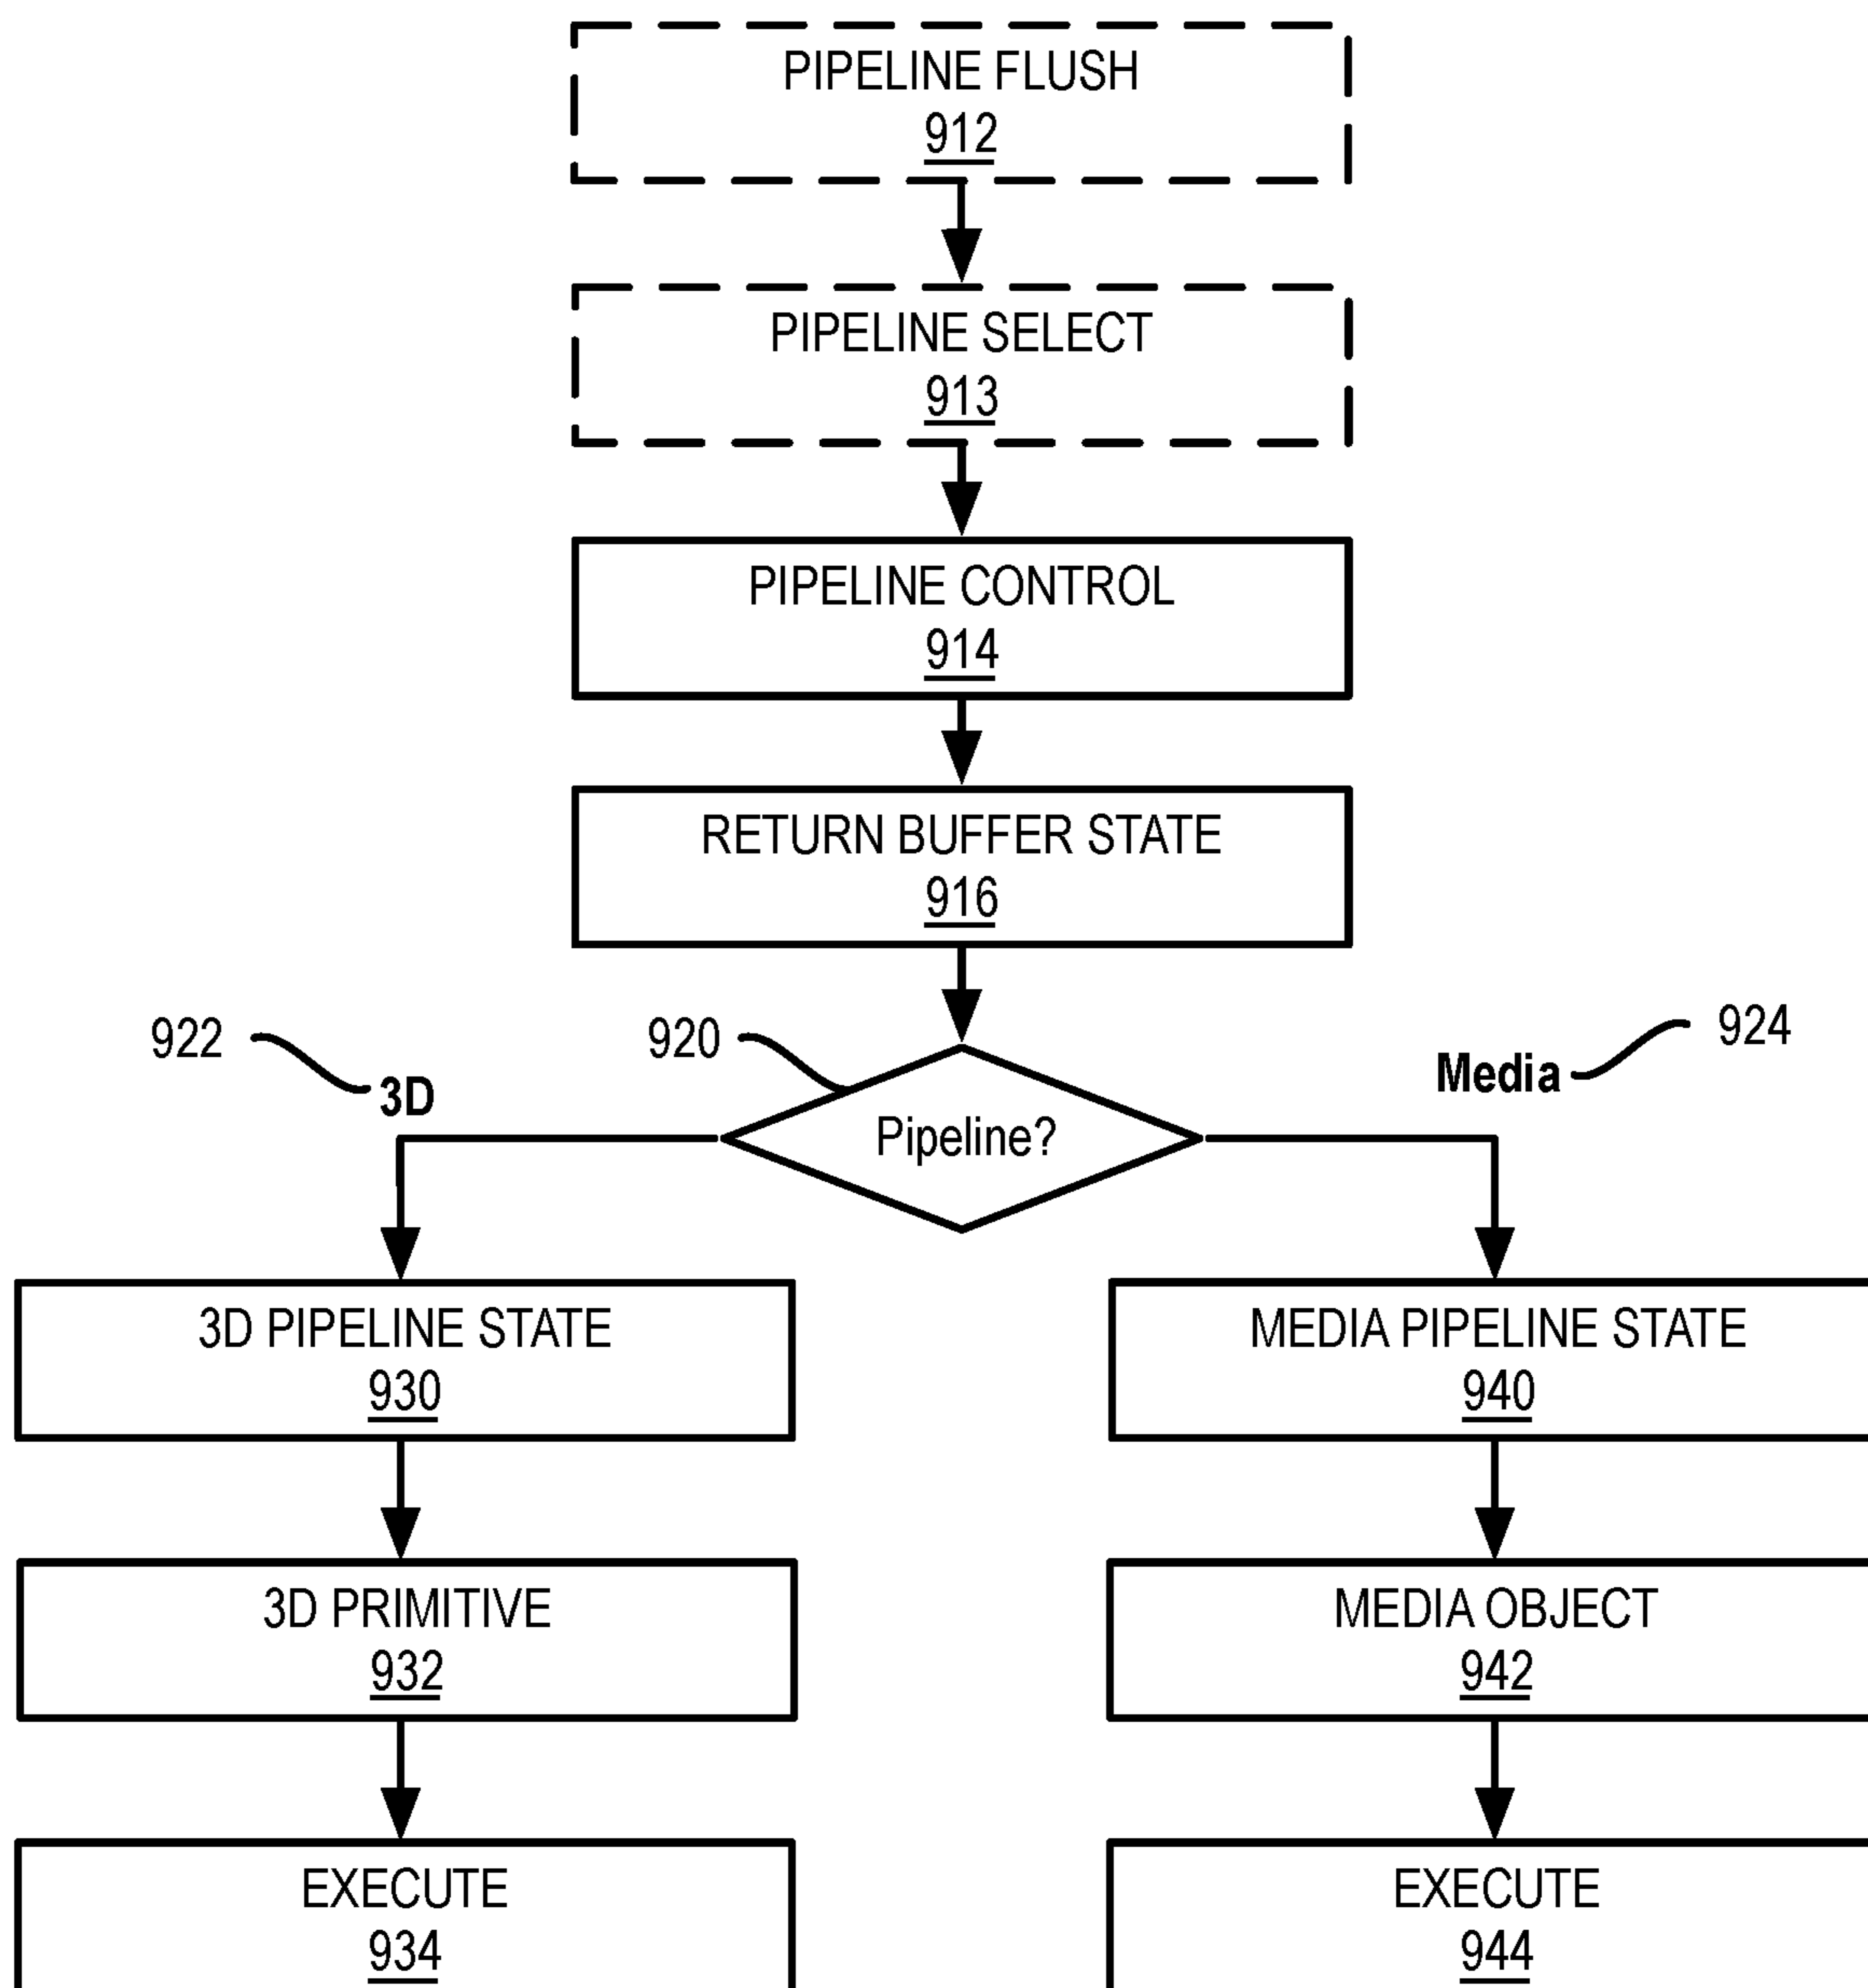 PIPELINE FLUSH
912
PIPELINE SELECT
913
PIPELINE CONTROL
914
RETURN BUFFER STATE
916
922
920
924
3D
Media
Pipeline?
3D PIPELINE STATE
930
MEDIA PIPELINE STATE
940
3D PRIMITIVE
932
MEDIA OBJECT
942
EXECUTE
934
EXECUTE
944